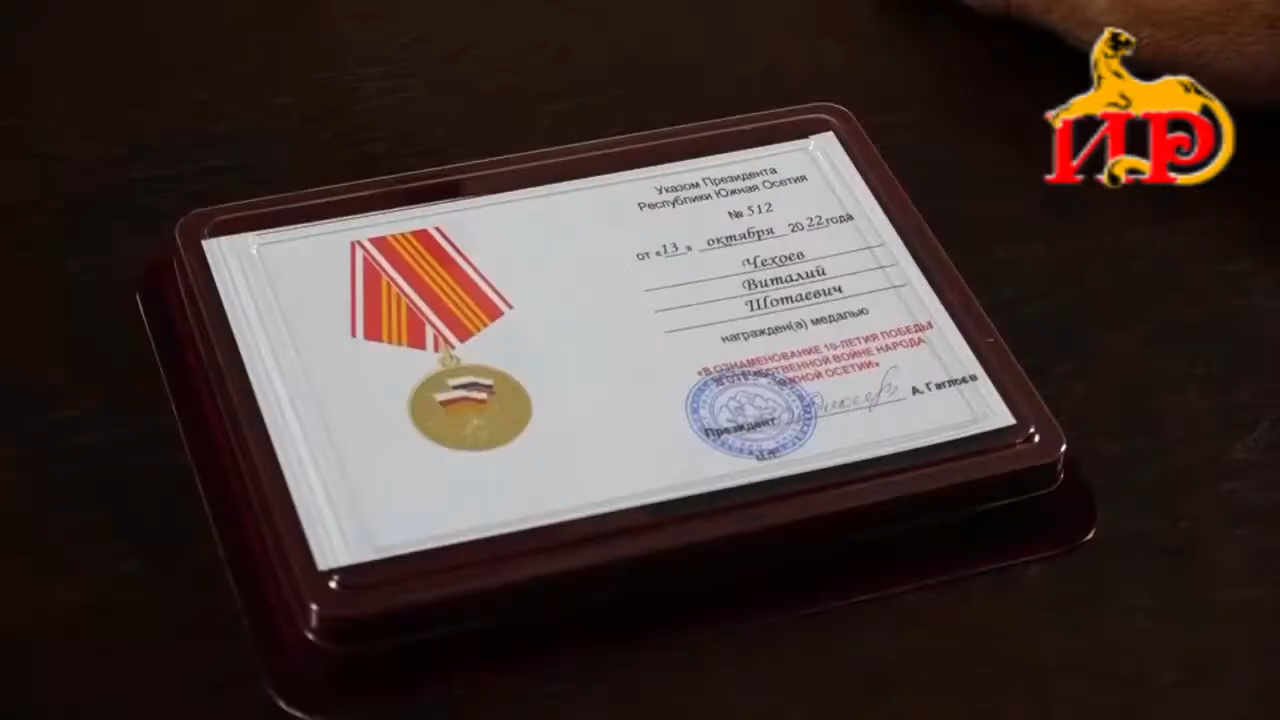 ИР
Указом Президента
Республики Южная Осетия
№ 512
от «13» октября 2022 года
Чехоев
Виталий
Шотаевич
награжден(а) медалью
«В ОЗНАМЕНОВАНИЕ 10-ЛЕТИЯ ПОБЕДЫ
В ОТЕЧЕСТВЕННОЙ ВОЙНЕ НАРОДА
ЮЖНОЙ ОСЕТИИ»
Президент А. Гаглоев